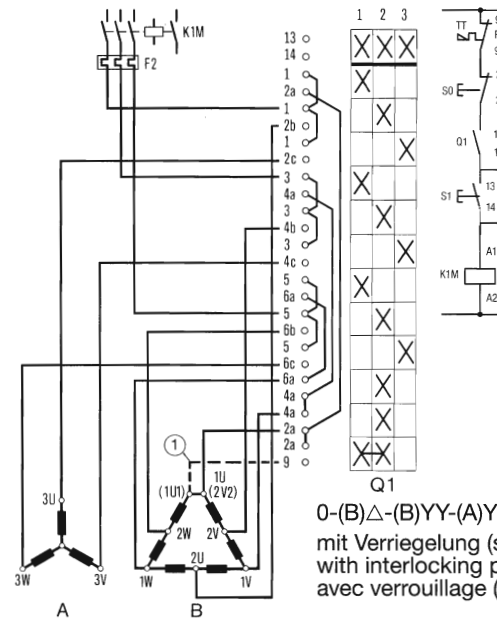 K1M
F2
13
14
1
2a
1
2b
1
2c
3
4a
3
4b
3
4c
5
6a
5
6b
5
6c
6a
4a
4a
2a
2a
9
1 2 3
Q1
TT
S0
Q1
S1
13
14
A1
K1M
A2
1
1U
(1U1) (2V2)
2W 2V
2U
1W 1V
3U
3W 3V
A B
0-(B)△-(B)YY-(A)Y
mit Verriegelung (
with interlocking p
avec verrouillage (